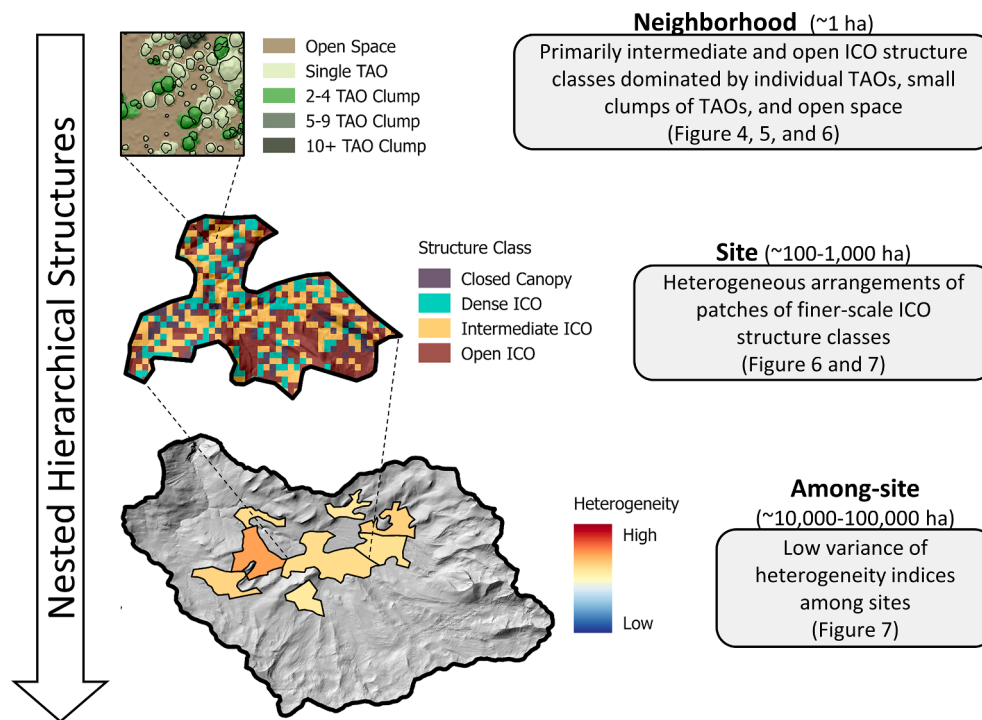 Nested Hierarchical Structures
Open Space
Single TAO
2-4 TAO Clump
5-9 TAO Clump
10+ TAO Clump
Neighborhood (~1 ha)
Primarily intermediate and open ICO structure
classes dominated by individual TAOs, small
clumps of TAOs, and open space
(Figure 4, 5, and 6)
Structure Class
Closed Canopy
Dense ICO
Intermediate ICO
Open ICO
Site (~100-1,000 ha)
Heterogeneous arrangements of
patches of finer-scale ICO
structure classes
(Figure 6 and 7)
Heterogeneity
High
Low
Among-site
(~10,000-100,000 ha)
Low variance of
heterogeneity indices
among sites
(Figure 7)